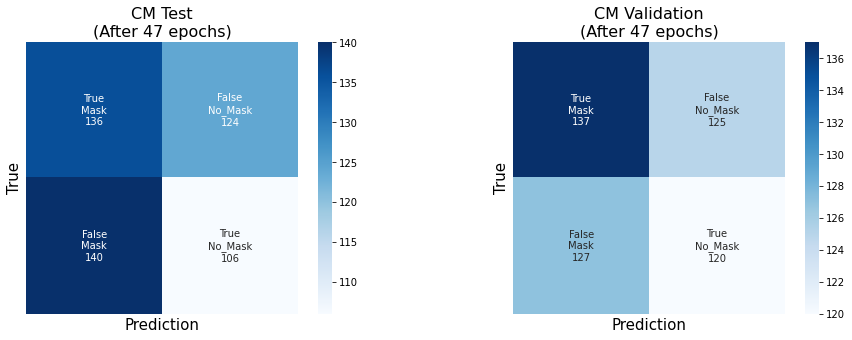 CM Test
(After 47 epochs)
True
Mask
136
False
No_Mask
124
False
Mask
140
True
No_Mask
106
True
Prediction
140
135
130
125
120
115
110
CM Validation
(After 47 epochs)
True
Mask
137
False
No_Mask
125
False
Mask
127
True
No_Mask
120
True
Prediction
136
134
132
130
128
126
124
122
120